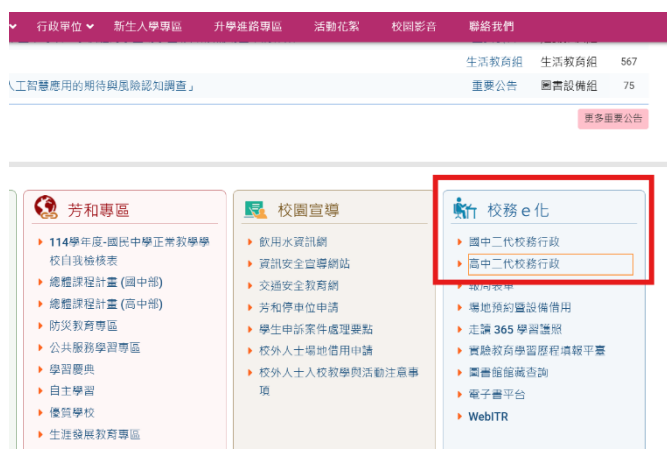 行政單位
新生入學專區
升學進路專區
活動花絮
校園影音
聯絡我們
生活教育組 生活教育組 567
人工智慧應用的期待與風險認知調查」
重要公告 圖書設備組 75
更多重要公告
芳和專區
114學年度-國民中學正常教學學
校自我檢核表
總體課程計畫 (國中部)
總體課程計畫 (高中部)
防災教育專區
公共服務學習專區
學習慶典
自主學習
優質學校
生涯發展教育專區
校園宣導
飲用水資訊網
資訊安全宣導網站
交通安全教育網
芳和停車位申請
學生申訴案件處理要點
校外人士場地借用申請
校外人士入校教學與活動注意事
項
校務e化
國中二代校務行政
高中二代校務行政
場地預約暨設備借用
走讀 365 學習護照
實驗教育學習歷程填報平臺
圖書館館藏查詢
電子書平台
WebITR